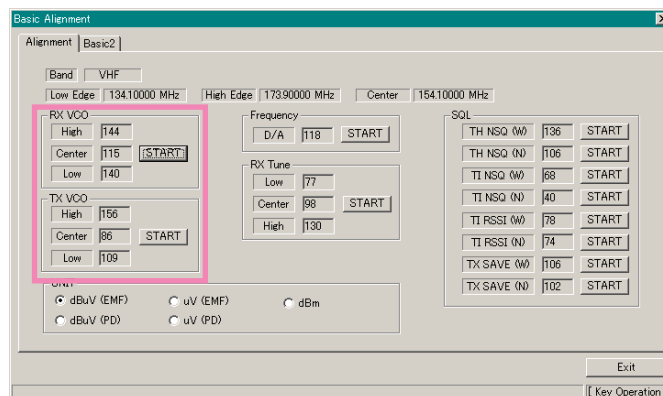 Basic Alignment
Alignment Basic2
Band VHF
Low Edge 134.10000 MHz High Edge 173.90000 MHz Center 154.10000 MHz
RX VCO
High 144
Center 115 START
Low 140
TX VCO
High 156
Center 86 START
Low 109
Frequency
D/A 118 START
RX Tune
Low 77
Center 98 START
High 130
SQL
TH NSQ (W) 136 START
TH NSQ (N) 106 START
TI NSQ (W) 68 START
TI NSQ (N) 40 START
TI RSSI (W) 78 START
TI RSSI (N) 74 START
TX SAVE (W) 106 START
TX SAVE (N) 102 START
UNIT
dBuV (EMF) uV (EMF) dBm
dBuV (PD) uV (PD)
Exit
[ Key Operation